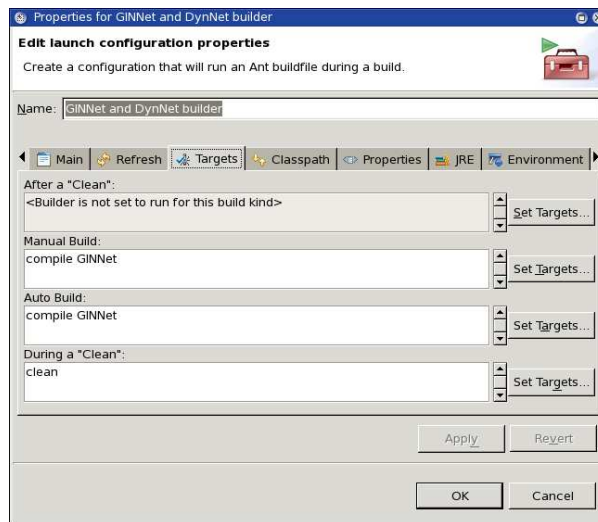 Properties for GINNet and DynNet builder
Edit launch configuration properties
Create a configuration that will run an Ant buildfile during a build.
Name: GINNet and DynNet builder
Main Refresh Targets Classpath Properties JRE Environment
After a "Clean":
<Builder is not set to run for this build kind>
Set Targets...
Manual Build:
compile GINNet
Set Targets...
Auto Build:
compile GINNet
Set Targets...
During a "Clean":
clean
Set Targets...
Apply Revert
OK Cancel